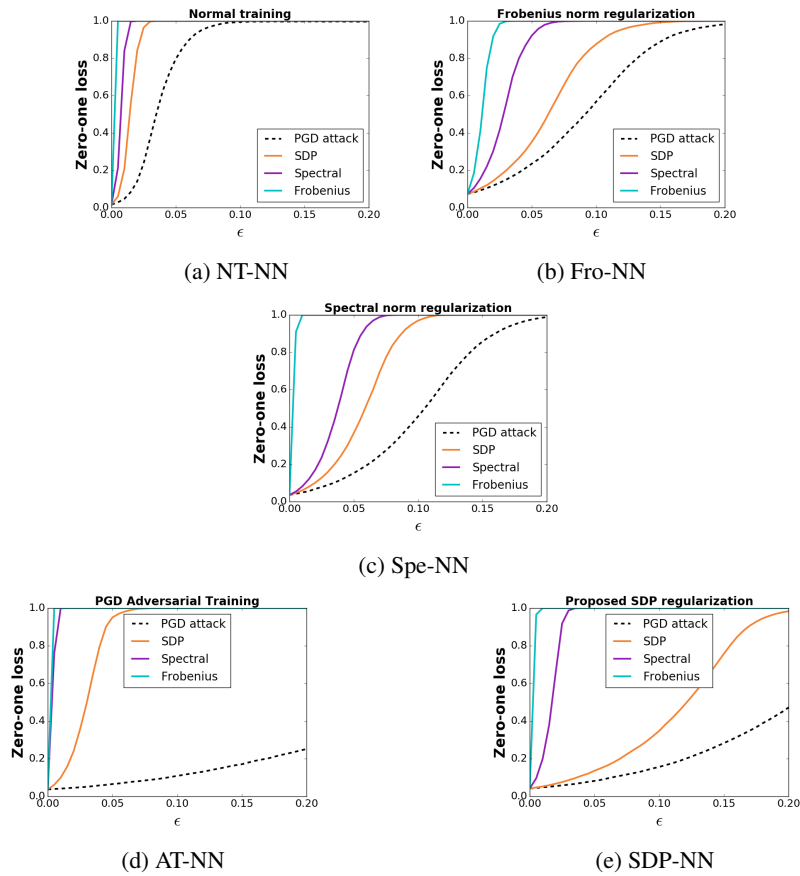 Normal training
Zero-one loss
1.0
0.8
0.6
0.4
0.2
0.0
PGD attack
SDP
Spectral
Frobenius
0.00 0.05 0.10 0.15 0.20
ϵ
(a) NT-NN
Frobenius norm regularization
Zero-one loss
1.0
0.8
0.6
0.4
0.2
0.0
PGD attack
SDP
Spectral
Frobenius
0.00 0.05 0.10 0.15 0.20
ϵ
(b) Fro-NN
Spectral norm regularization
Zero-one loss
1.0
0.8
0.6
0.4
0.2
0.0
PGD attack
SDP
Spectral
Frobenius
0.00 0.05 0.10 0.15 0.20
ϵ
(c) Spe-NN
PGD Adversarial Training
Zero-one loss
1.0
0.8
0.6
0.4
0.2
0.0
PGD attack
SDP
Spectral
Frobenius
0.00 0.05 0.10 0.15 0.20
ϵ
(d) AT-NN
Proposed SDP regularization
Zero-one loss
1.0
0.8
0.6
0.4
0.2
0.0
PGD attack
SDP
Spectral
Frobenius
0.00 0.05 0.10 0.15 0.20
ϵ
(e) SDP-NN